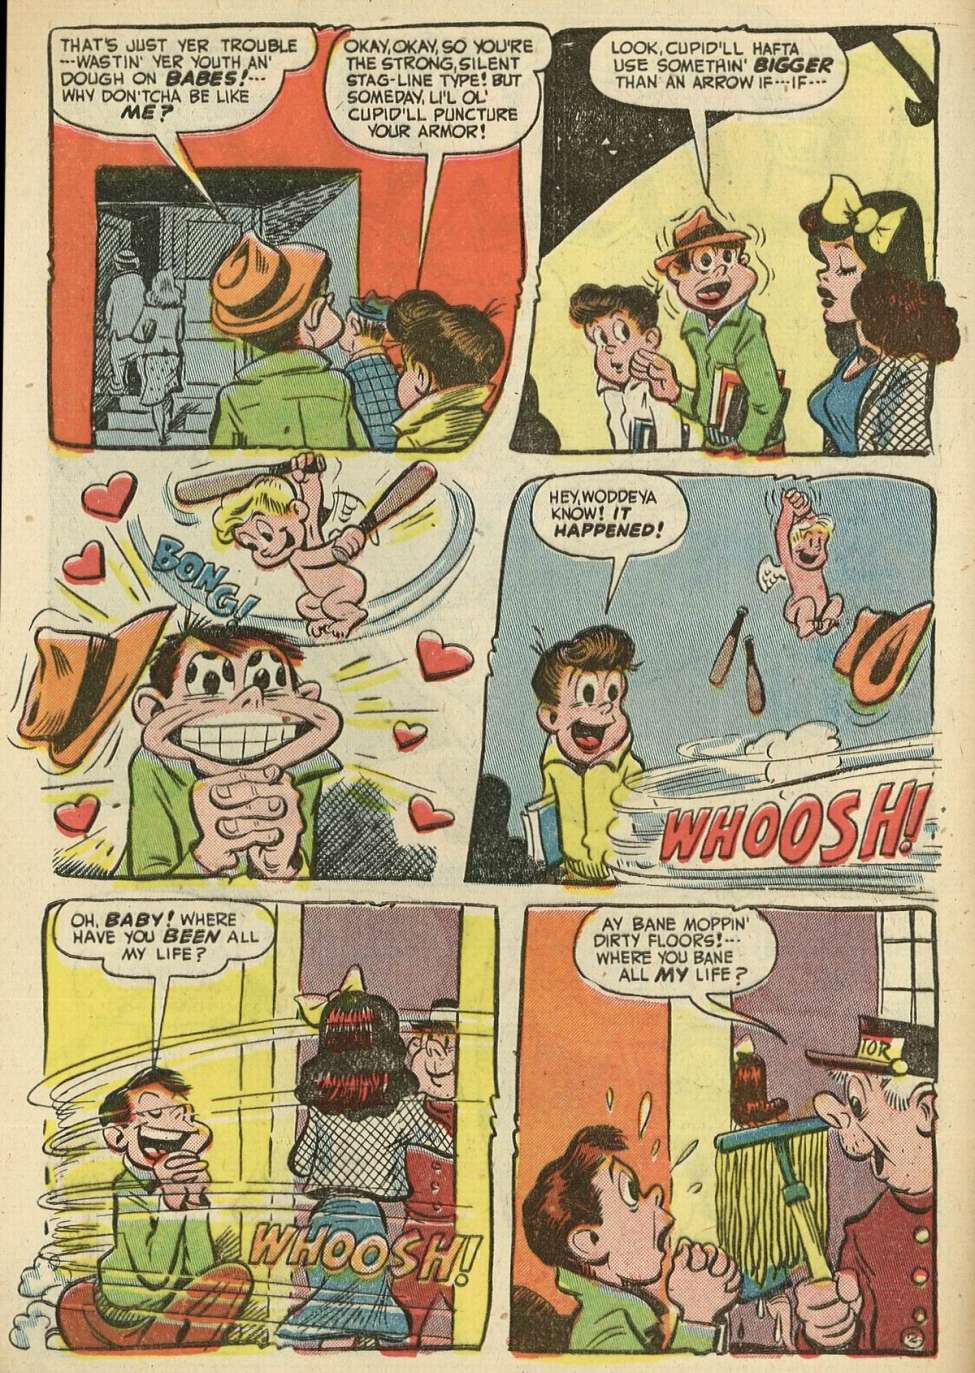 THAT'S JUST YER TROUBLE
---WASTIN' YER YOUTH AN'
DOUGH ON BABES!---
WHY DON'TCHA BE LIKE
ME?
OKAY, OKAY, SO YOU'RE
THE STRONG, SILENT
STAG-LINE TYPE! BUT
SOMEDAY, LI'L OL'
CUPID'LL PUNCTURE
YOUR ARMOR!
LOOK, CUPID'LL HAFTA
USE SOMETHIN' BIGGER
THAN AN ARROW IF---IF---
BONG!
HEY, WODDEYA
KNOW! IT
HAPPENED!
WHOOSH!
OH, BABY! WHERE
HAVE YOU BEEN ALL
MY LIFE?
WHOOSH!
AY BANE MOPPIN'
DIRTY FLOORS!---
WHERE YOU BANE
ALL MY LIFE?
TOR
2